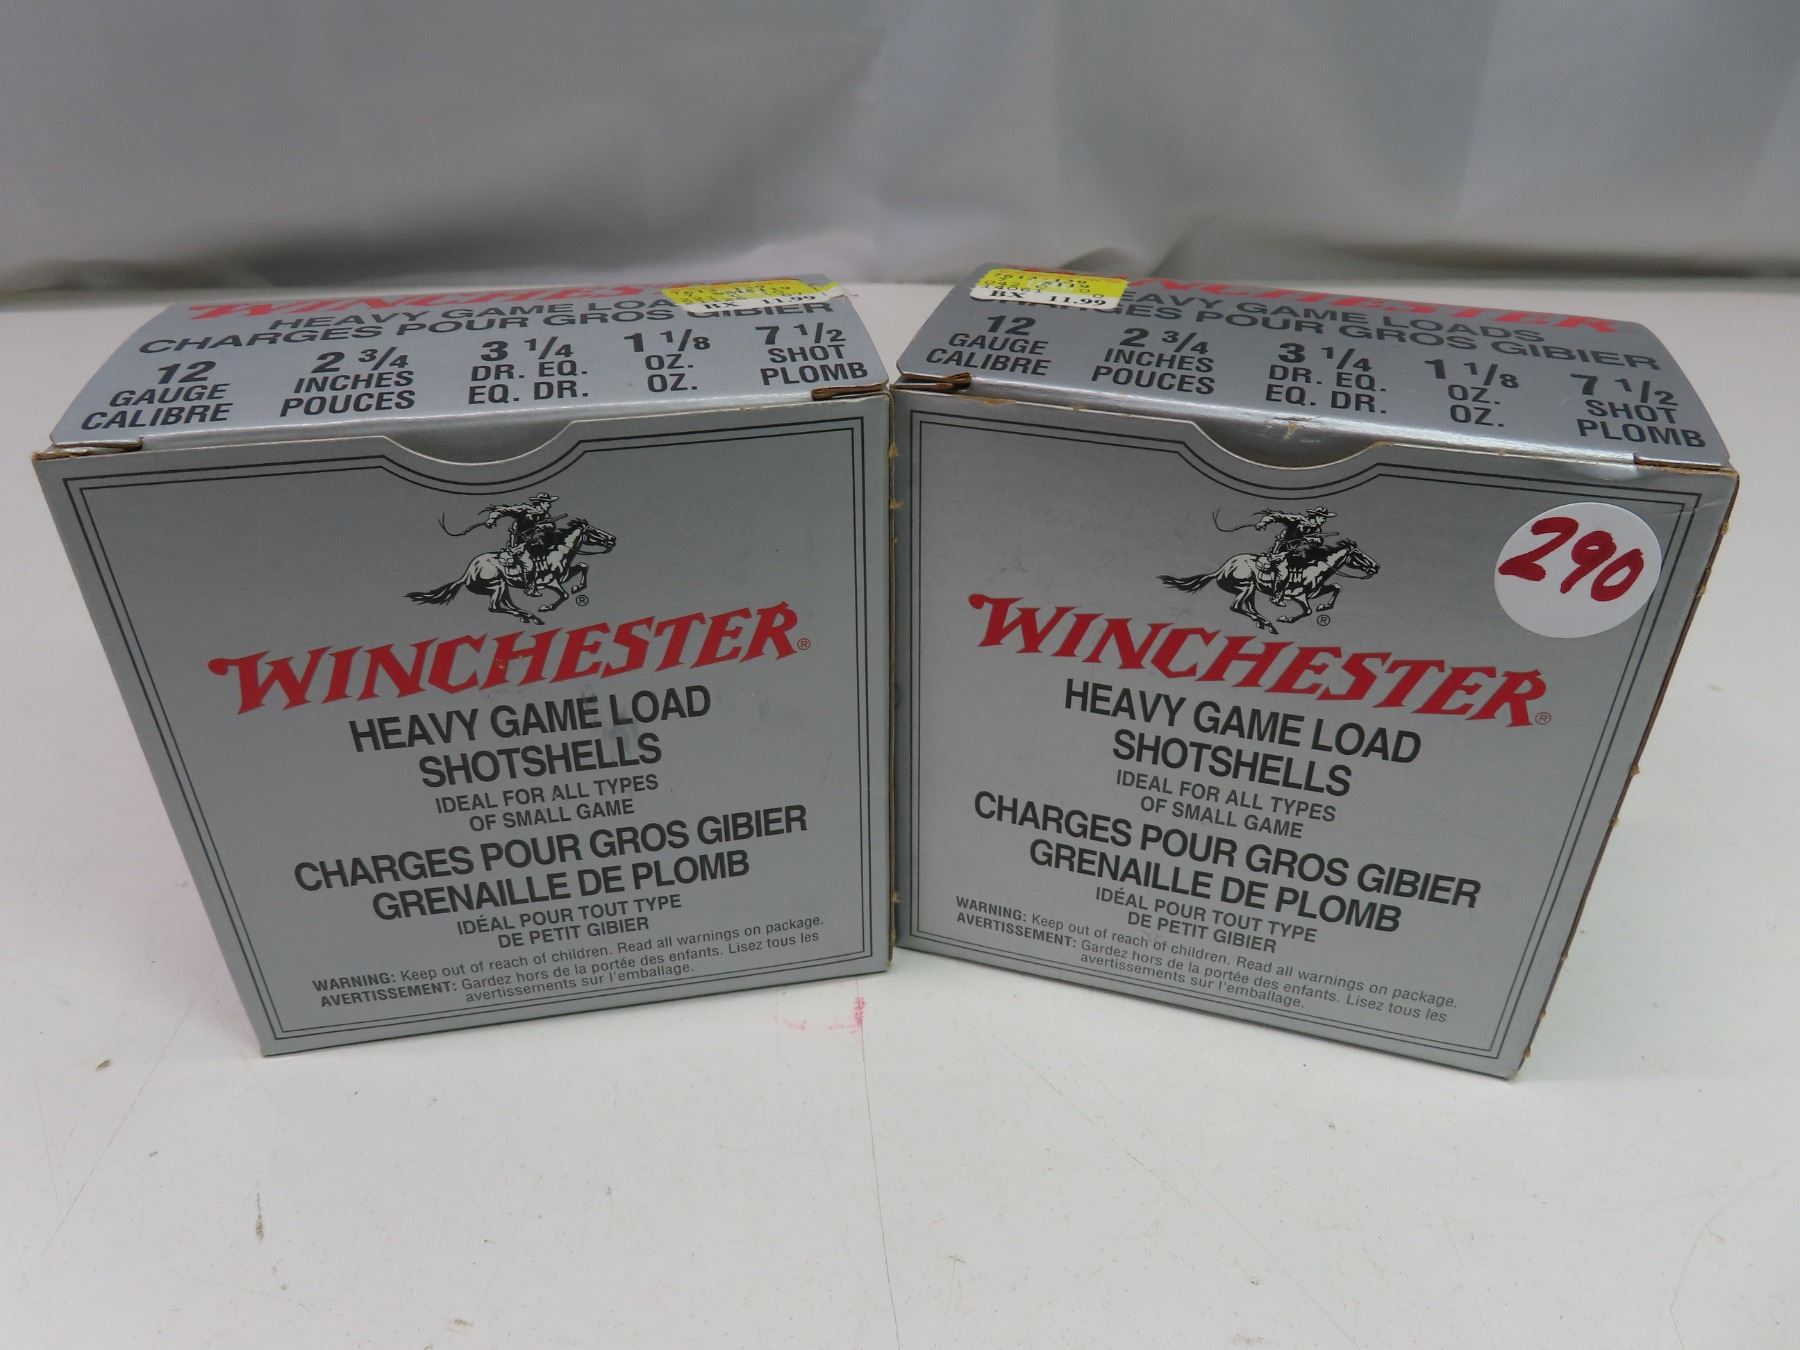 WINCHESTER
HEAVY GAME LOA
CHARGES POUR GROS GIBIER
BX 11.99
12 2 3/4 3 1/4 1 1/8 7 1/2
GAUGE INCHES DR. EQ. OZ. SHOT
CALIBRE POUCES EQ. DR. OZ. PLOMB
WINCHESTER®
HEAVY GAME LOAD
SHOTSHELLS
IDEAL FOR ALL TYPES
OF SMALL GAME
CHARGES POUR GROS GIBIER
GRENAILLE DE PLOMB
IDÉAL POUR TOUT TYPE
DE PETIT GIBIER
WARNING: Keep out of reach of children. Read all warnings on package.
AVERTISSEMENT: Gardez hors de la portée des enfants. Lisez tous les
avertissements sur l'emballage.
BX 11.99
HEAVY GAME LOADS
POUR GROS GIBIER
12 2 3/4 3 1/4 1 1/8 7 1/2
GAUGE INCHES DR. EQ. OZ. SHOT
CALIBRE POUCES EQ. DR. OZ. PLOMB
290
WINCHESTER®
HEAVY GAME LOAD
SHOTSHELLS
IDEAL FOR ALL TYPES
OF SMALL GAME
CHARGES POUR GROS GIBIER
GRENAILLE DE PLOMB
IDÉAL POUR TOUT TYPE
DE PETIT GIBIER
WARNING: Keep out of reach of children. Read all warnings on package.
AVERTISSEMENT: Gardez hors de la portée des enfants. Lisez tous les
avertissements sur l'emballage.